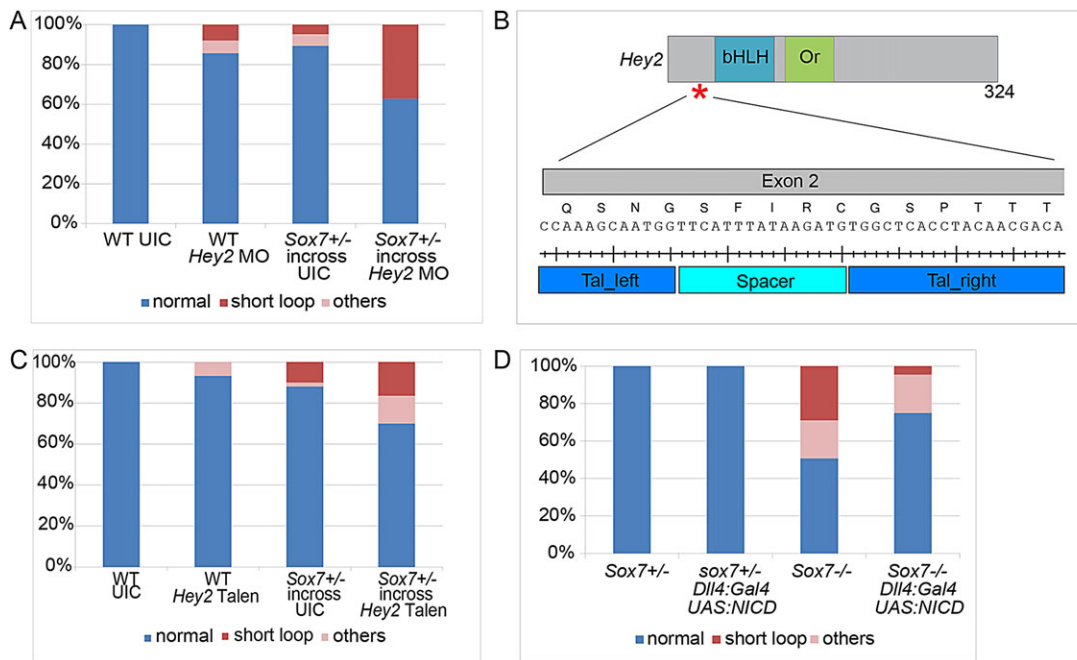 A
100%
80%
60%
40%
20%
0%
WT UIC
WT
Hey2 MO
Sox7+/-
incross
UIC
Sox7+/-
incross
Hey2 MO
normal short loop others
B
Hey2 bHLH Or
*
324
Exon 2
Q S N G S F I R C G S P T T T
CCAAAGCAATGGTTCATTTATAAGATGTGGCTCACCTACAACGACA
Tal_left Spacer Tal_right
C
100%
80%
60%
40%
20%
0%
WT
UIC
WT
Hey2 Talen
Sox7+/-
incross
UIC
Sox7+/-
incross
Hey2 Talen
normal short loop others
D
100%
80%
60%
40%
20%
0%
Sox7+/-
sox7+/-
Dll4:Gal4
UAS:NICD
Sox7-/-
Sox7-/-
Dll4:Gal4
UAS:NICD
normal short loop others